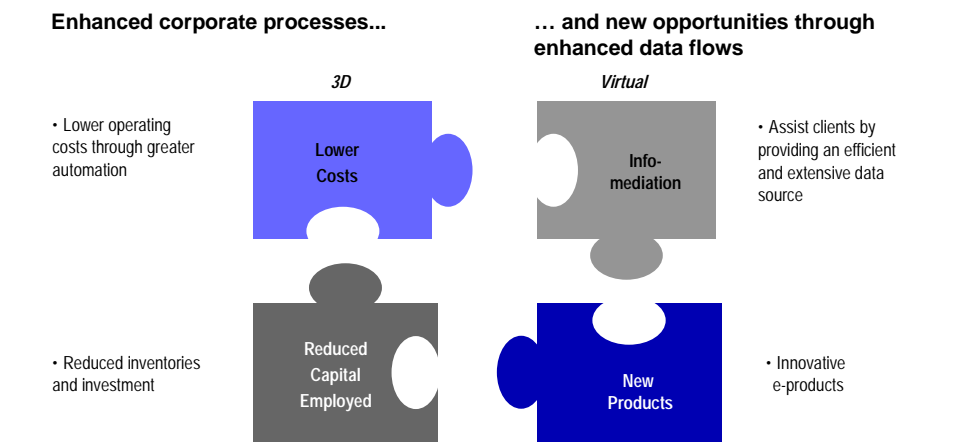 Enhanced corporate processes...
… and new opportunities through
enhanced data flows
3D
Virtual
• Lower operating
costs through greater
automation
Lower
Costs
Info-
mediation
• Assist clients by
providing an efficient
and extensive data
source
• Reduced inventories
and investment
Reduced
Capital
Employed
New
Products
• Innovative
e-products